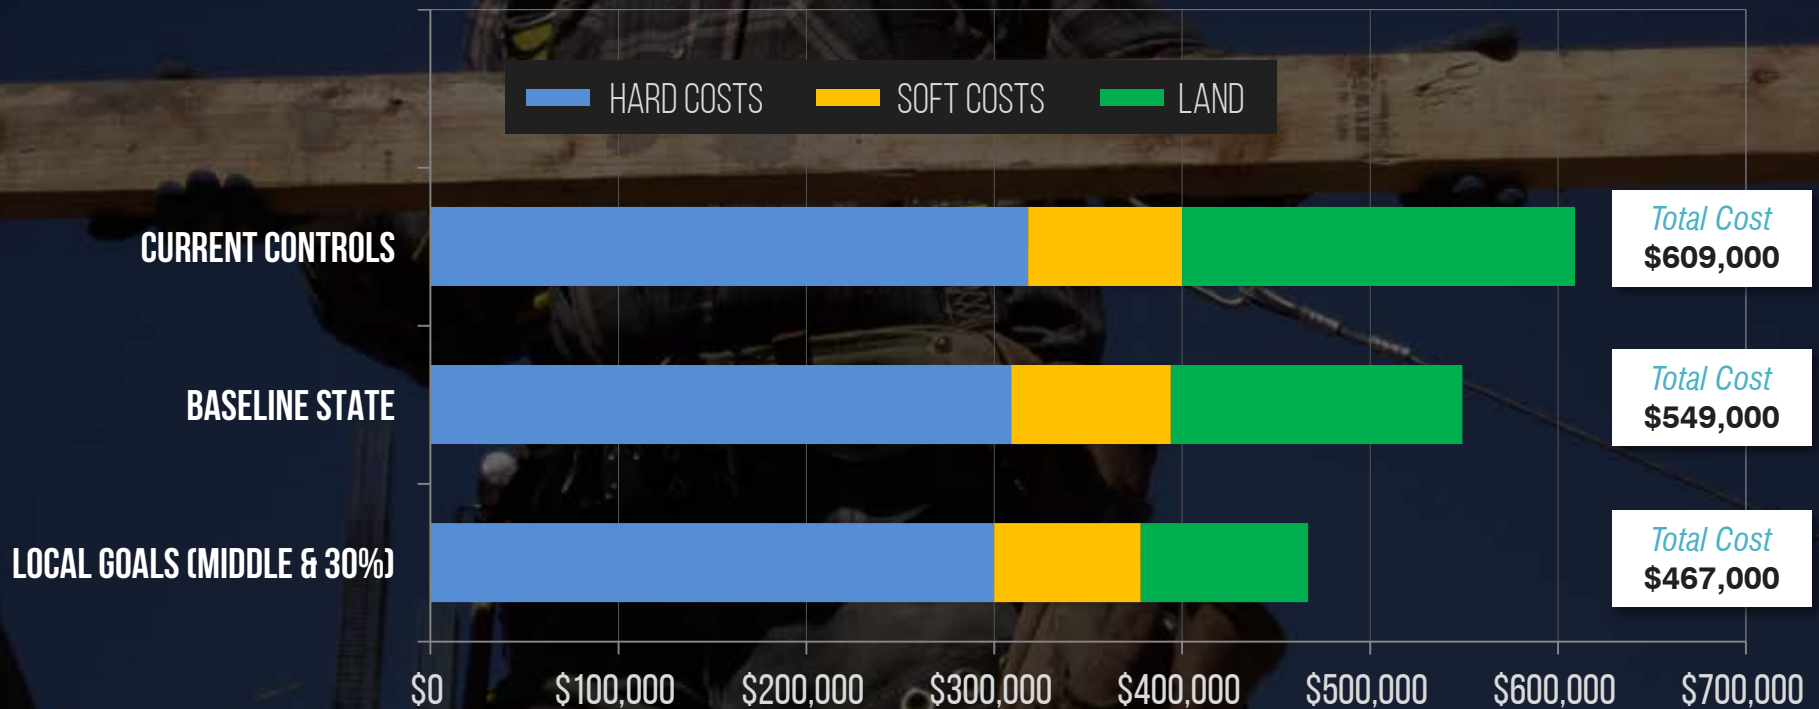 HARD COSTS SOFT COSTS LAND
CURRENT CONTROLS
Total Cost
$609,000
BASELINE STATE
Total Cost
$549,000
LOCAL GOALS (MIDDLE & 30%)
Total Cost
$467,000
$0 $100,000 $200,000 $300,000 $400,000 $500,000 $600,000 $700,000